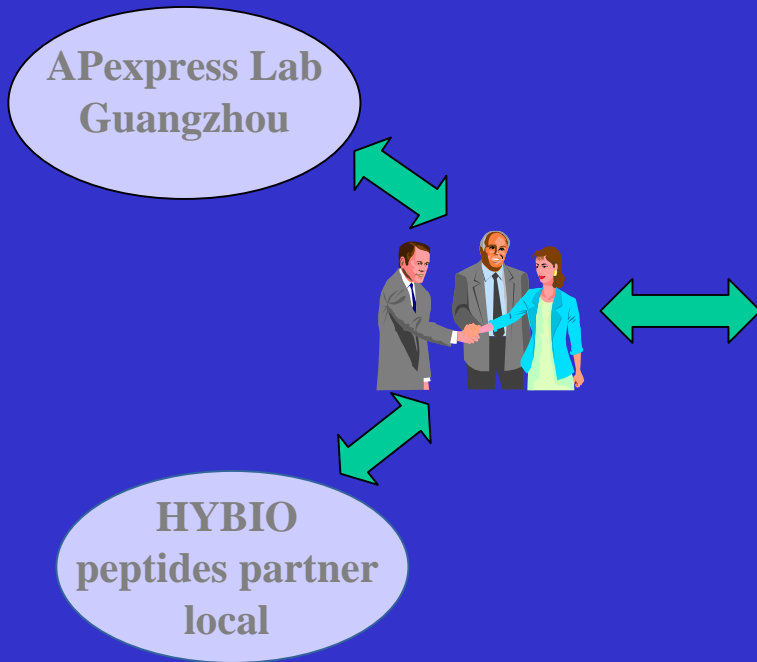 APexpress Lab
Guangzhou
HYBIO
peptides partner
local